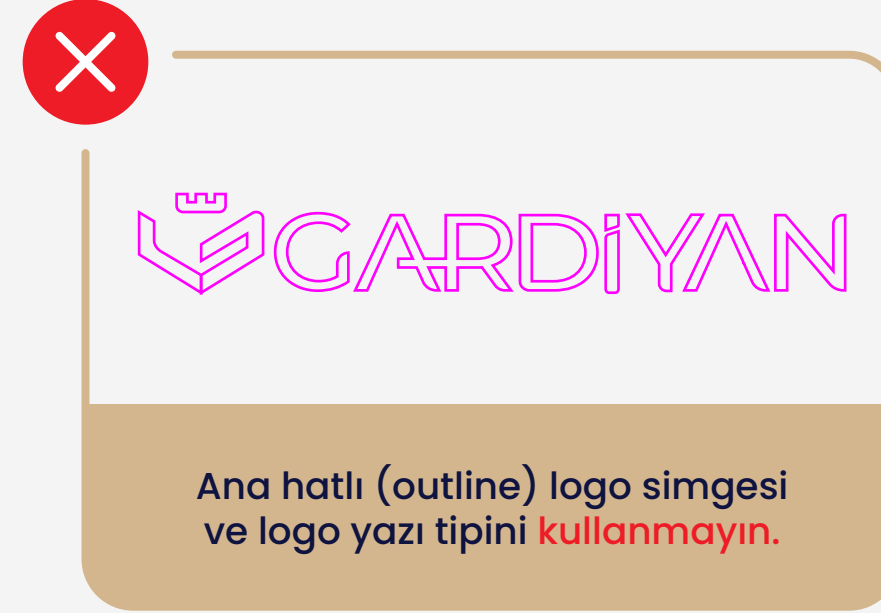 GARDİYAN
Ana hatlı (outline) logo simgesi
ve logo yazı tipini kullanmayın.